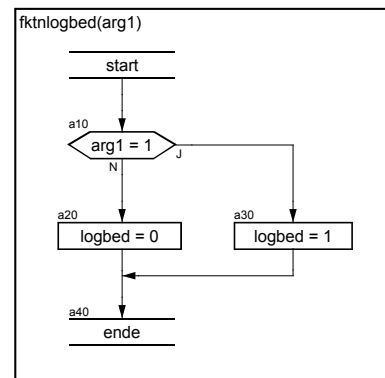 fktnlogbed(arg1)
start
a10
arg1 = 1
N
J
a20
logbed = 0
a30
logbed = 1
a40
ende